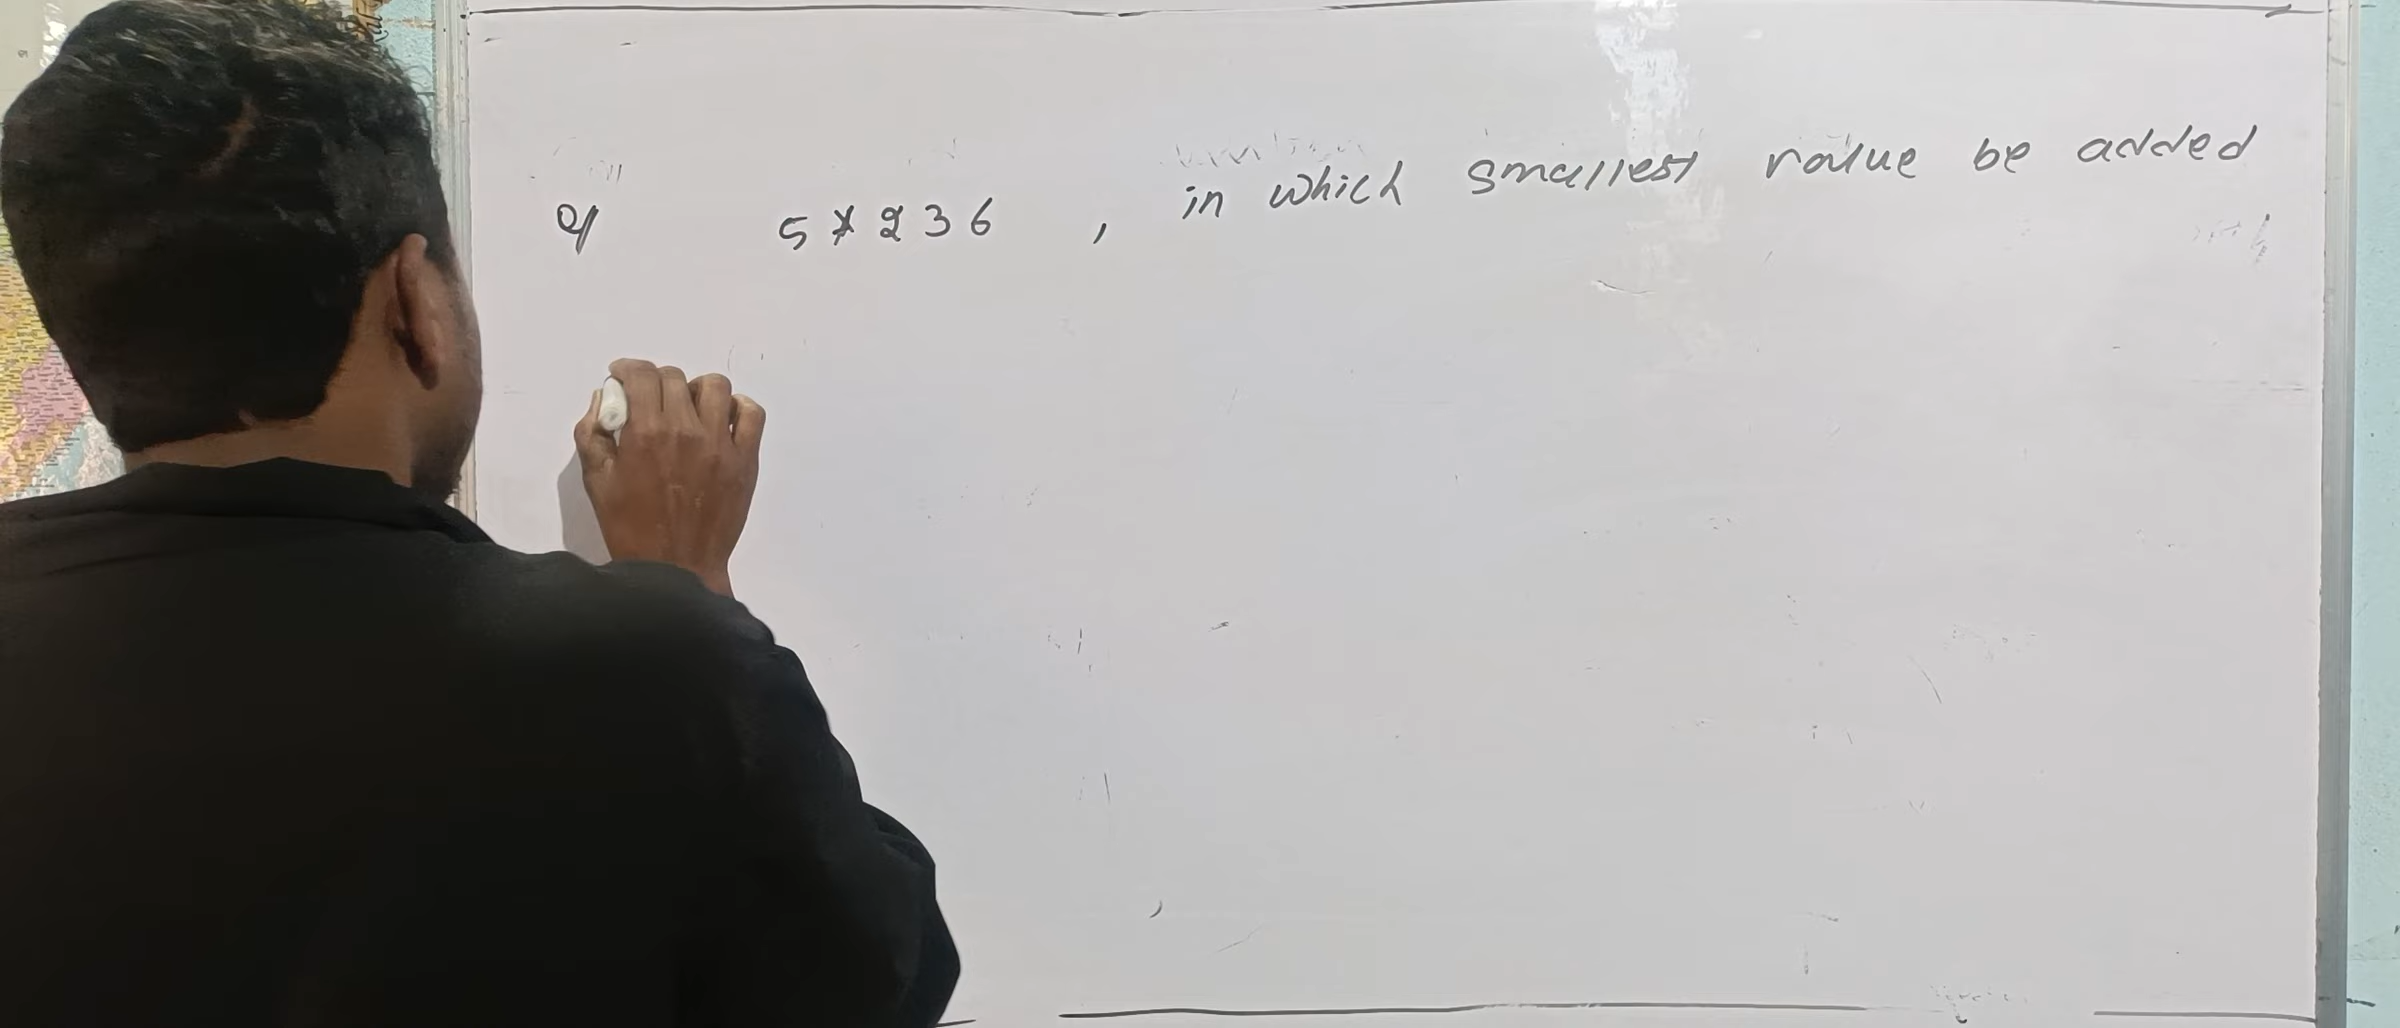 Q/ 5*236 , in which smallest value be added